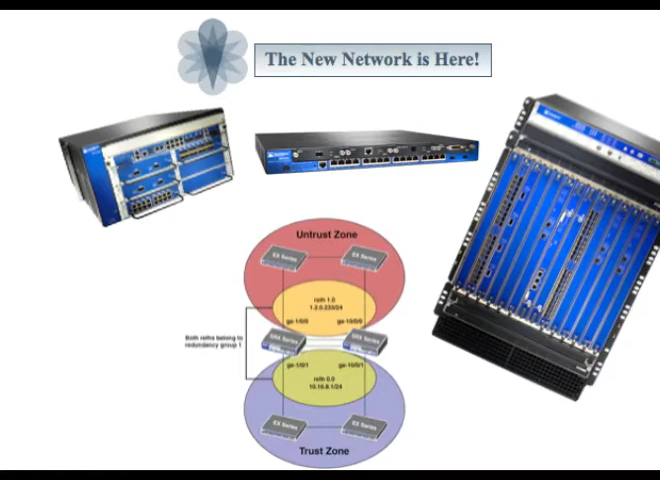 The New Network is Here!
Untrust Zone
EX Series
EX Series
reth 1.0
1.2.0.233/24
ge-1/0/0
ge-10/0/0
Both reths belong to
redundancy group 1
SRX Series
SRX Series
ge-1/0/1
ge-10/0/1
reth 0.0
10.16.8.1/24
EX Series
EX Series
Trust Zone